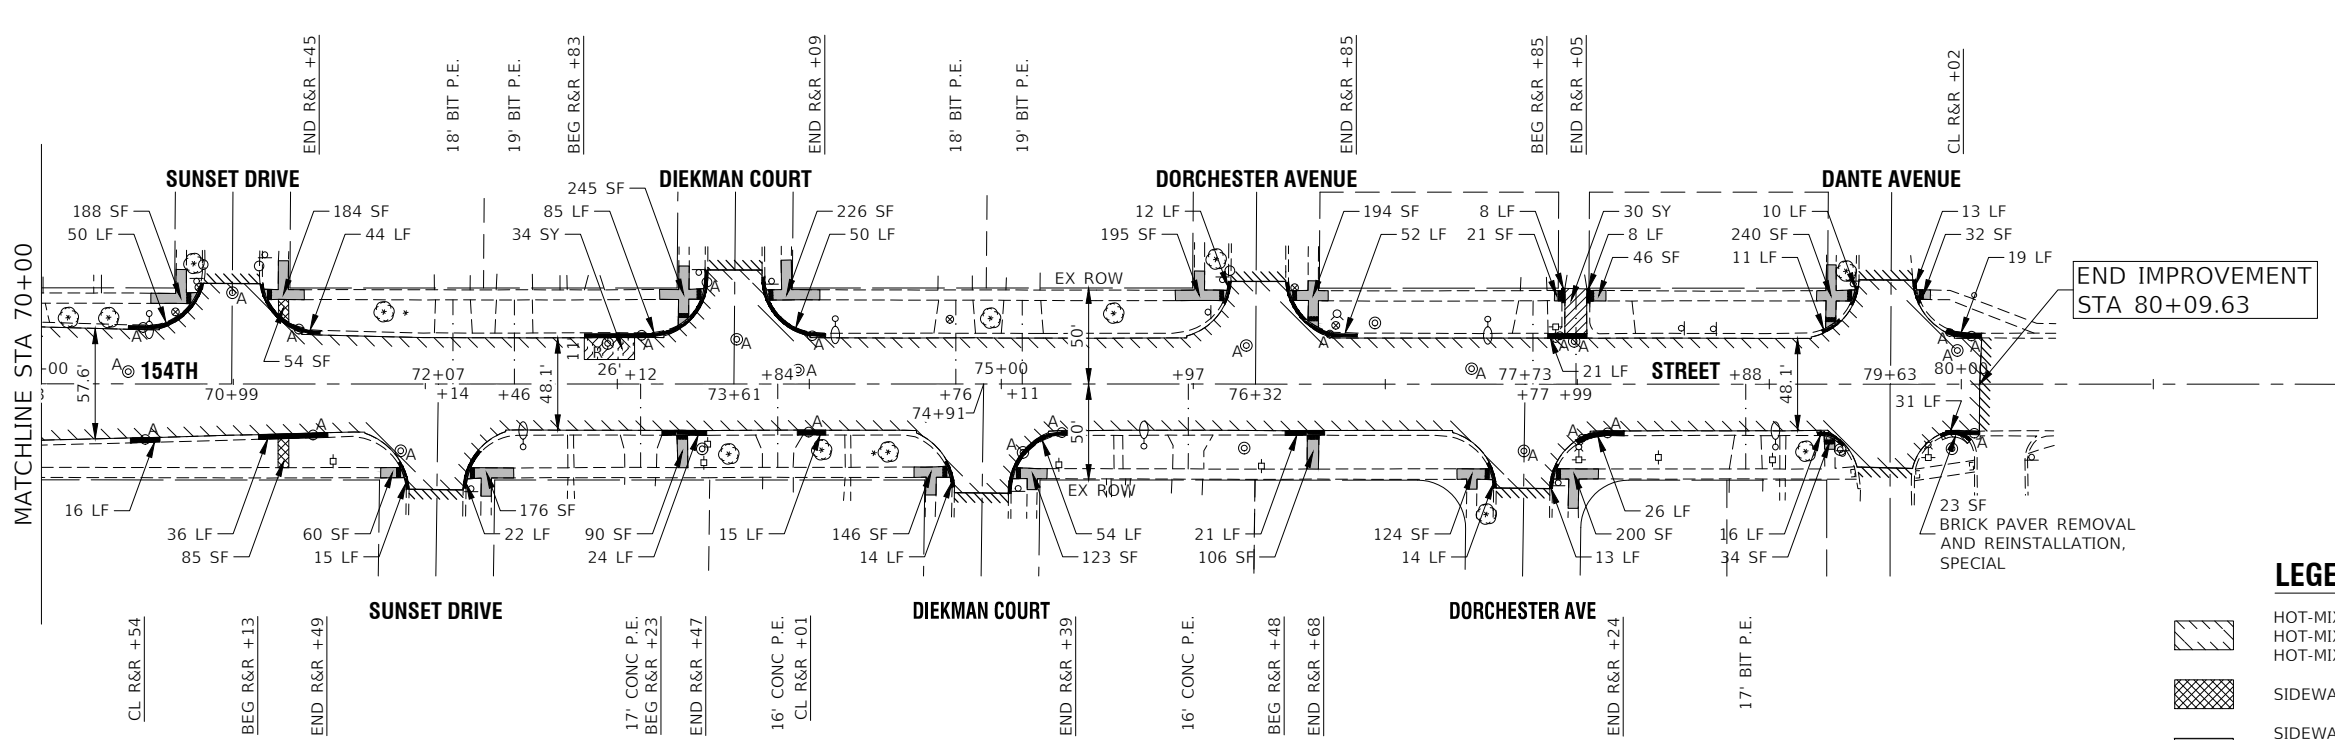 END R&R +45
18' BIT P.E.
19' BIT P.E.
BEG R&R +83
END R&R +09
18' BIT P.E.
19' BIT P.E.
END R&R +85
BEG R&R +85
END R&R +05
CL R&R +02
SUNSET DRIVE
DIEKMAN COURT
DORCHESTER AVENUE
DANTE AVENUE
245 SF
188 SF
184 SF
85 LF
226 SF
12 LF
194 SF
8 LF
30 SY
10 LF
13 LF
50 LF
44 LF
34 SY
50 LF
195 SF
52 LF
21 SF
8 LF
240 SF
32 SF
46 SF
11 LF
19 LF
MATCHLINE STA 70+00
EX ROW
END IMPROVEMENT
STA 80+09.63
50'
11'
54 SF
A
154TH
57.6'
-00
26'
48.1'
72+07
+12
+84
A
75+00
+97
A
77+73
21 LF
STREET
+88
48.1'
79+63
80+00
70+99
+14
+46
73+61
+76
+11
76+32
+77
+99
74+91
31 LF
50'
EX ROW
16 LF
176 SF
26 LF
23 SF
36 LF
60 SF
22 LF
90 SF
15 LF
146 SF
54 LF
21 LF
124 SF
200 SF
16 LF
BRICK PAVER REMOVAL
AND REINSTALLATION,
SPECIAL
85 SF
15 LF
24 LF
14 LF
123 SF
106 SF
14 LF
13 LF
34 SF
LEGE
SUNSET DRIVE
DIEKMAN COURT
DORCHESTER AVE
HOT-MIX
HOT-MIX
HOT-MIX
SIDEWA
SIDEWA
CL R&R +54
BEG R&R +13
END R&R +49
17' CONC P.E.
BEG R&R +23
END R&R +47
16' CONC P.E.
CL R&R +01
END R&R +39
16' CONC P.E.
BEG R&R +48
END R&R +68
END R&R +24
17' BIT P.E.